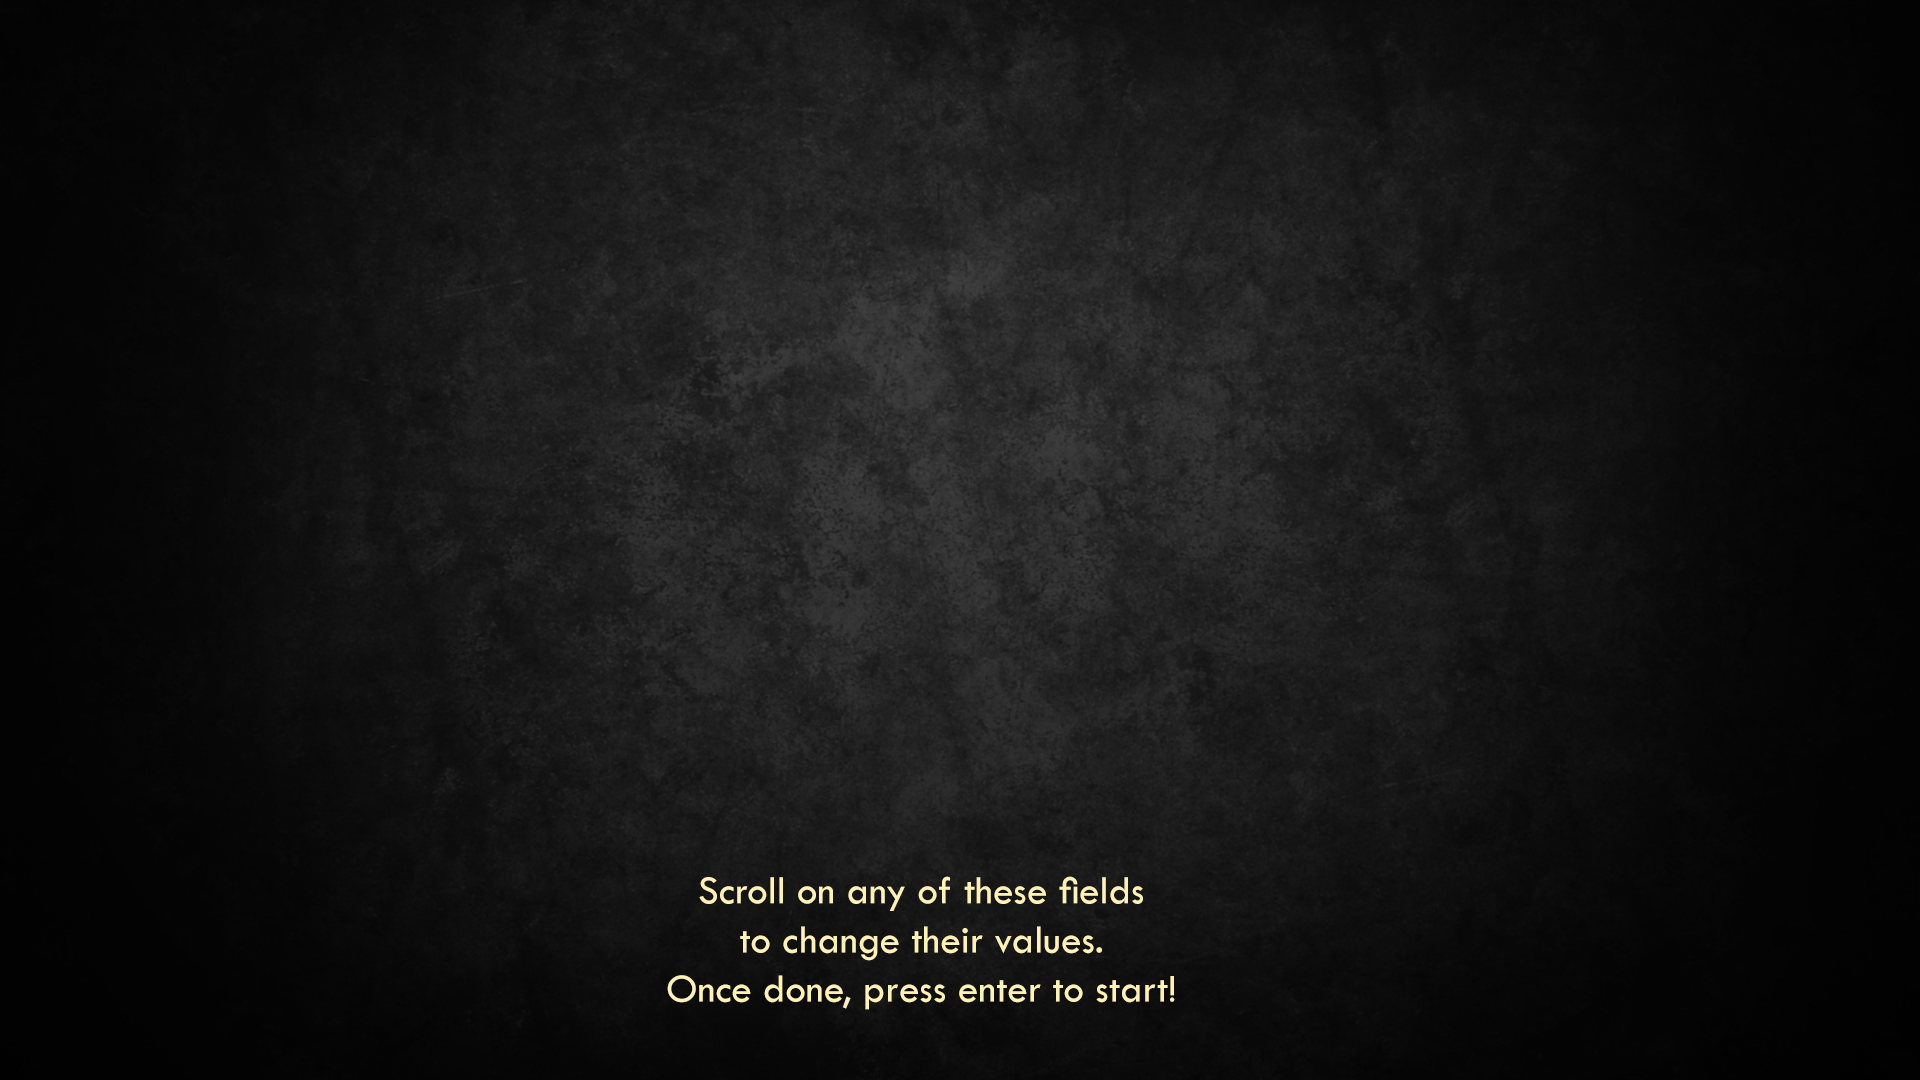 Scroll on any of these fields
to change their values.
Once done, press enter to start!